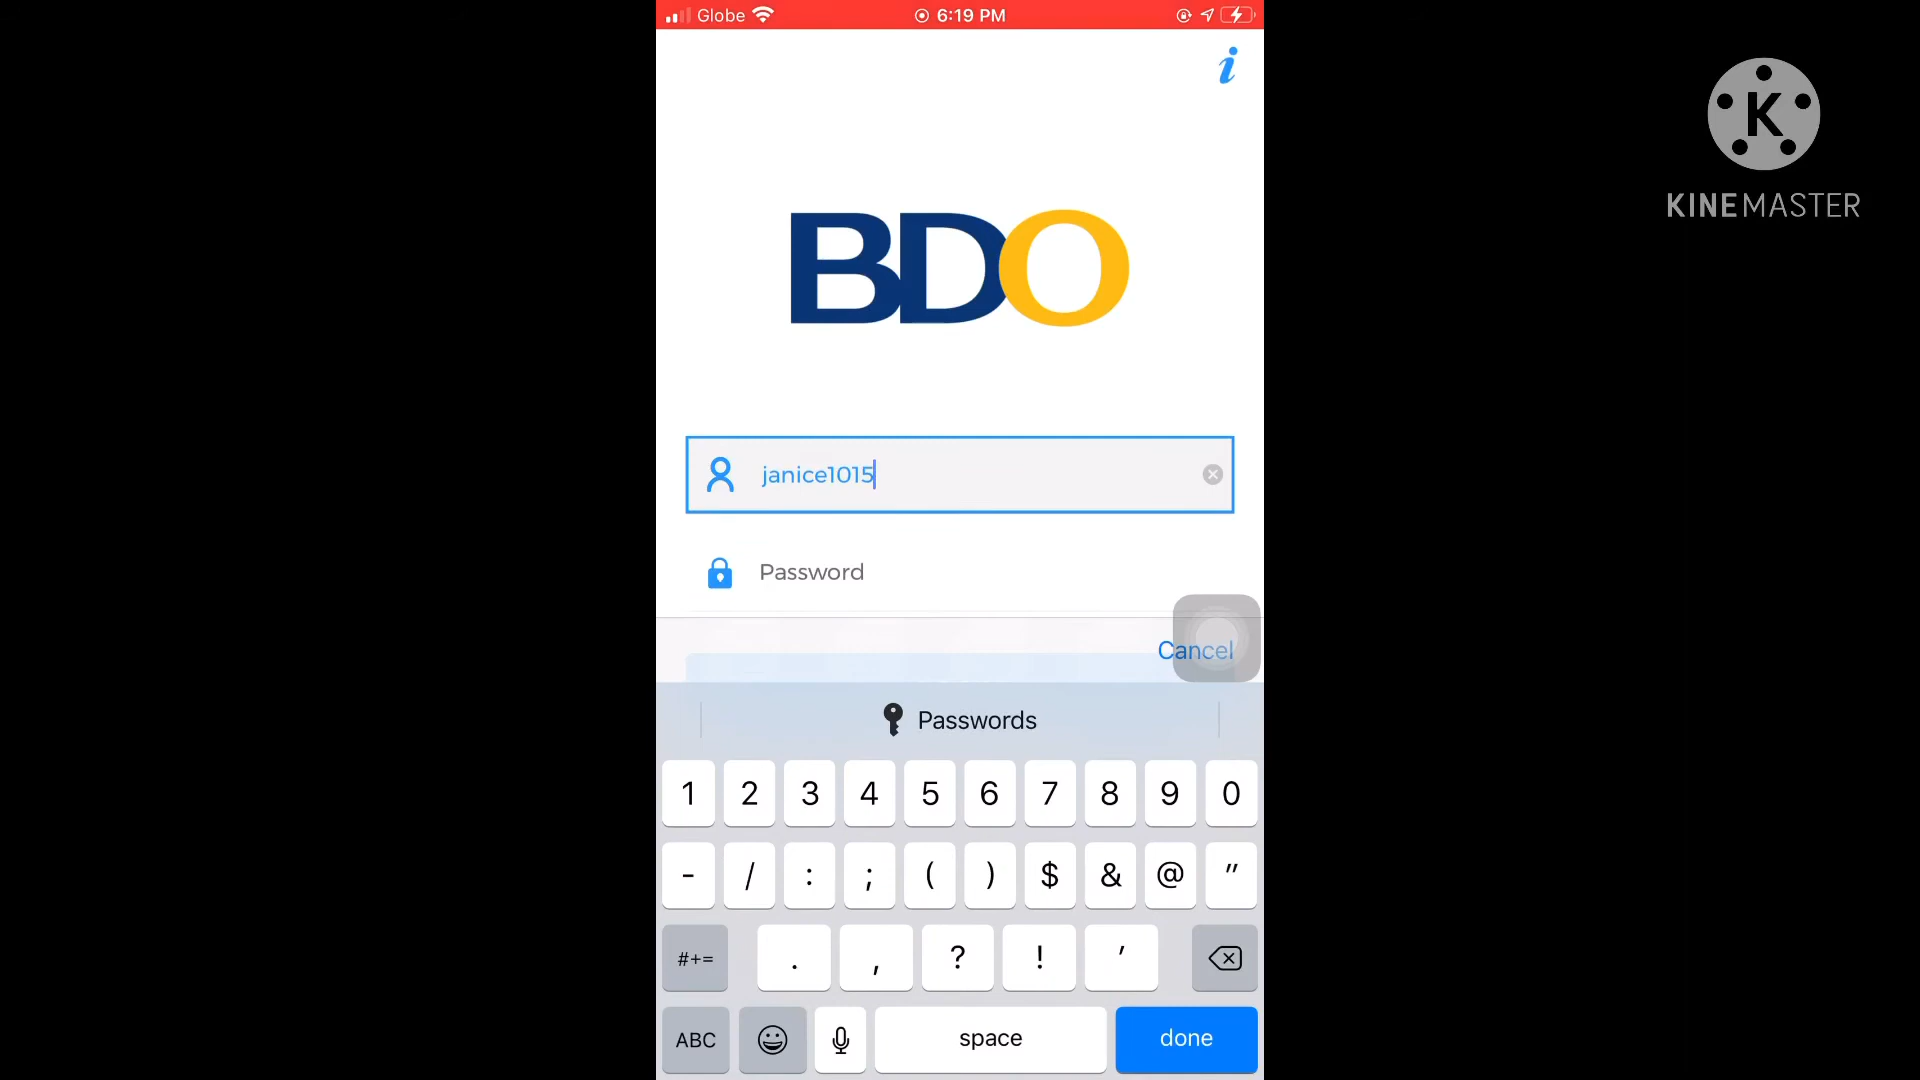 Globe
6:19 PM
i
K
KINEMASTER
BDO
janice1015
Password
Cancel
Passwords
1 2 3 4 5 6 7 8 9 0
- / : ; ( ) $ & @ "
#+= . , ? ! '
ABC space done